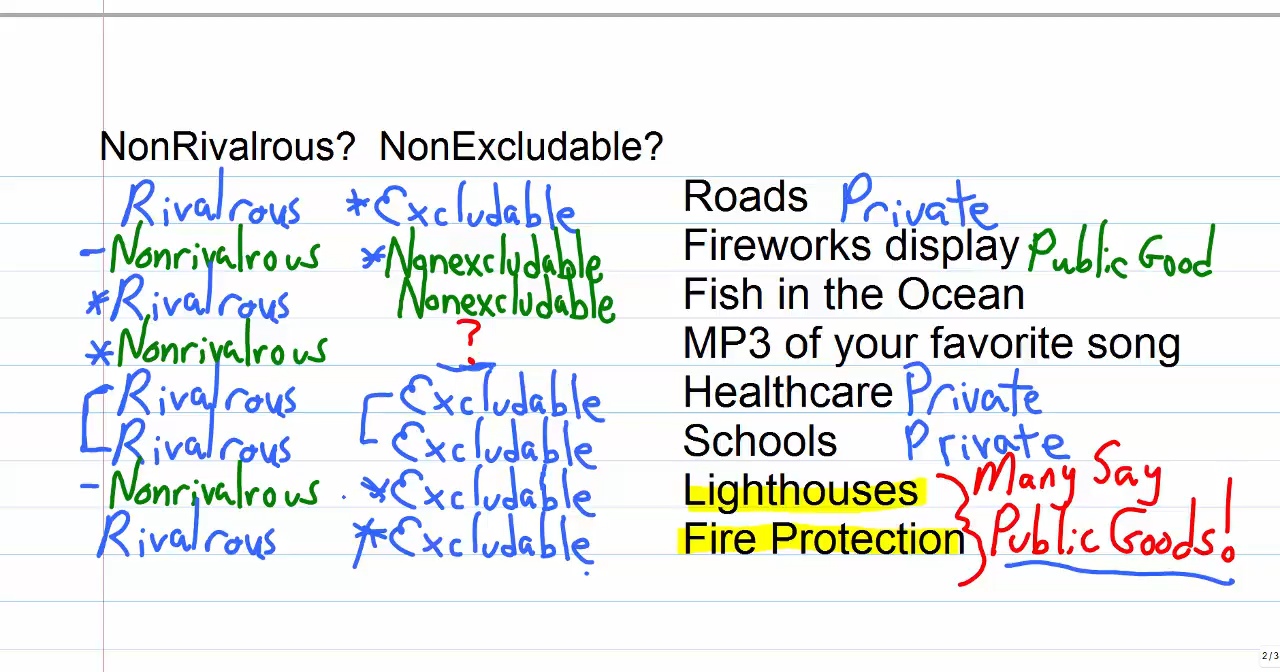 NonRivalrous? NonExcludable?
Rivalrous *Excludable Roads Private
-Nonrivalrous *Nonexcludable Fireworks display Public Good
*Rivalrous Nonexcludable Fish in the Ocean
*Nonrivalrous ? MP3 of your favorite song
Rivalrous Excludable Healthcare Private
Rivalrous Excludable Schools Private
-Nonrivalrous *Excludable Lighthouses Many Say
Rivalrous *Excludable Fire Protection Public Goods!
2/3